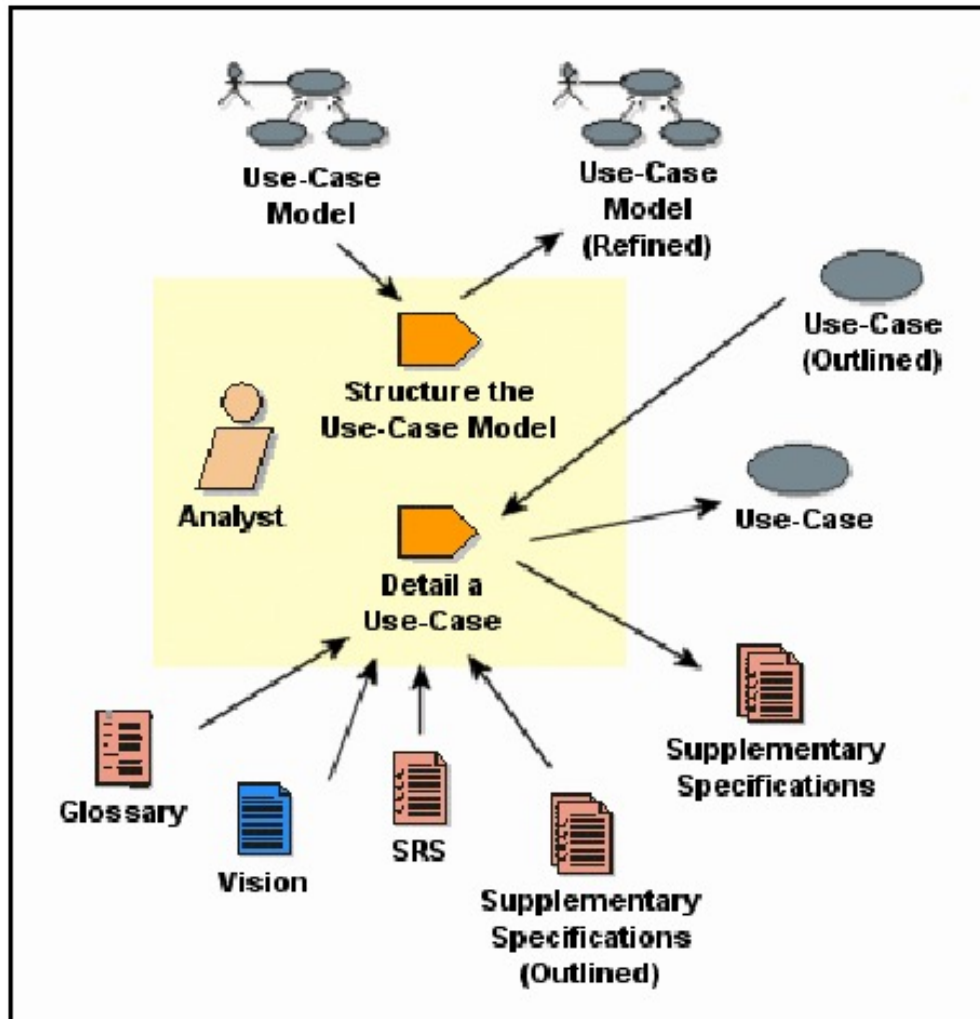 Use-Case
Model
Use-Case
Model
(Refined)
Use-Case
(Outlined)
Structure the
Use-Case Model
Analyst
Use-Case
Detail a
Use-Case
Glossary
Vision
SRS
Supplementary
Specifications
(Outlined)
Supplementary
Specifications